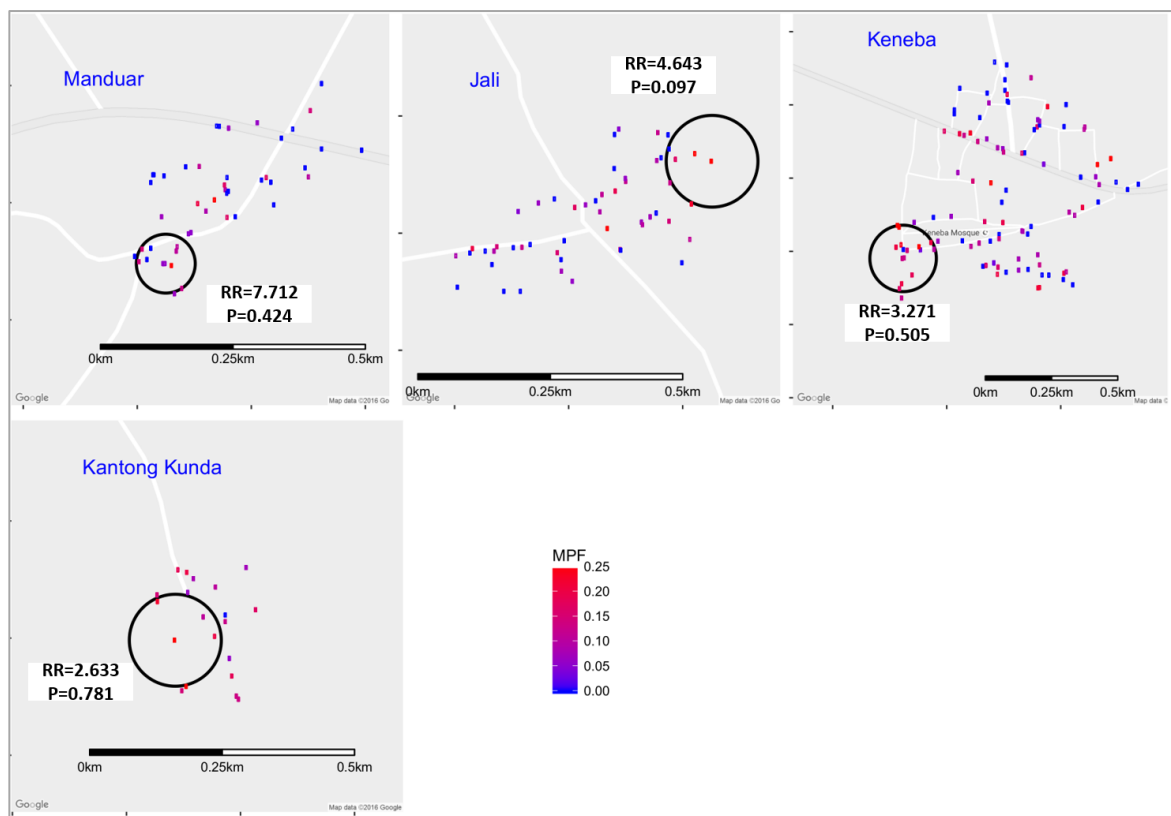 Manduar
RR=7.712
P=0.424
0km
0.25km
0.5km
Google
Map data ©2016 Go
Jali
RR=4.643
P=0.097
0km
0.25km
0.5km
Google
Map data ©2016 Go
Keneba
Keneba Mosque
RR=3.271
P=0.505
0km
0.25km
0.5km
Google
Map data ©2016 G
Kantong Kunda
RR=2.633
P=0.781
0km
0.25km
0.5km
Google
Map data ©2016 Google
MPF
0.25
0.20
0.15
0.10
0.05
0.00